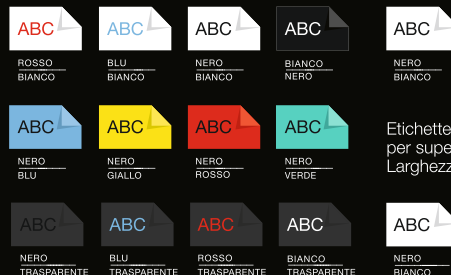 ABC ABC ABC ABC ABC
ROSSO BLU NERO BIANCO NERO
BIANCO BIANCO BIANCO NERO BIANCO
ABC ABC ABC ABC
NERO NERO NERO NERO
BLU GIALLO ROSSO VERDE
Etichette
per supe
Larghezz
ABC ABC ABC ABC ABC
NERO BLU ROSSO BIANCO NERO
TRASPARENTE TRASPARENTE TRASPARENTE TRASPARENTE BIANCO